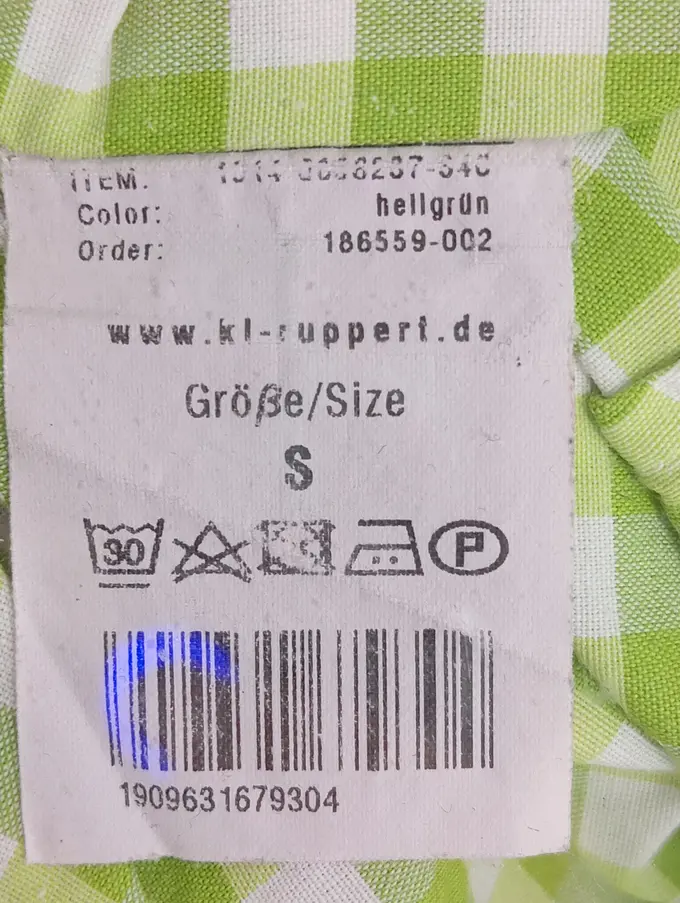 ITEM:
Color: hellgrün
Order: 186559-002
www.kl-ruppert.de
Größe/Size
S
30
P
1909631679304